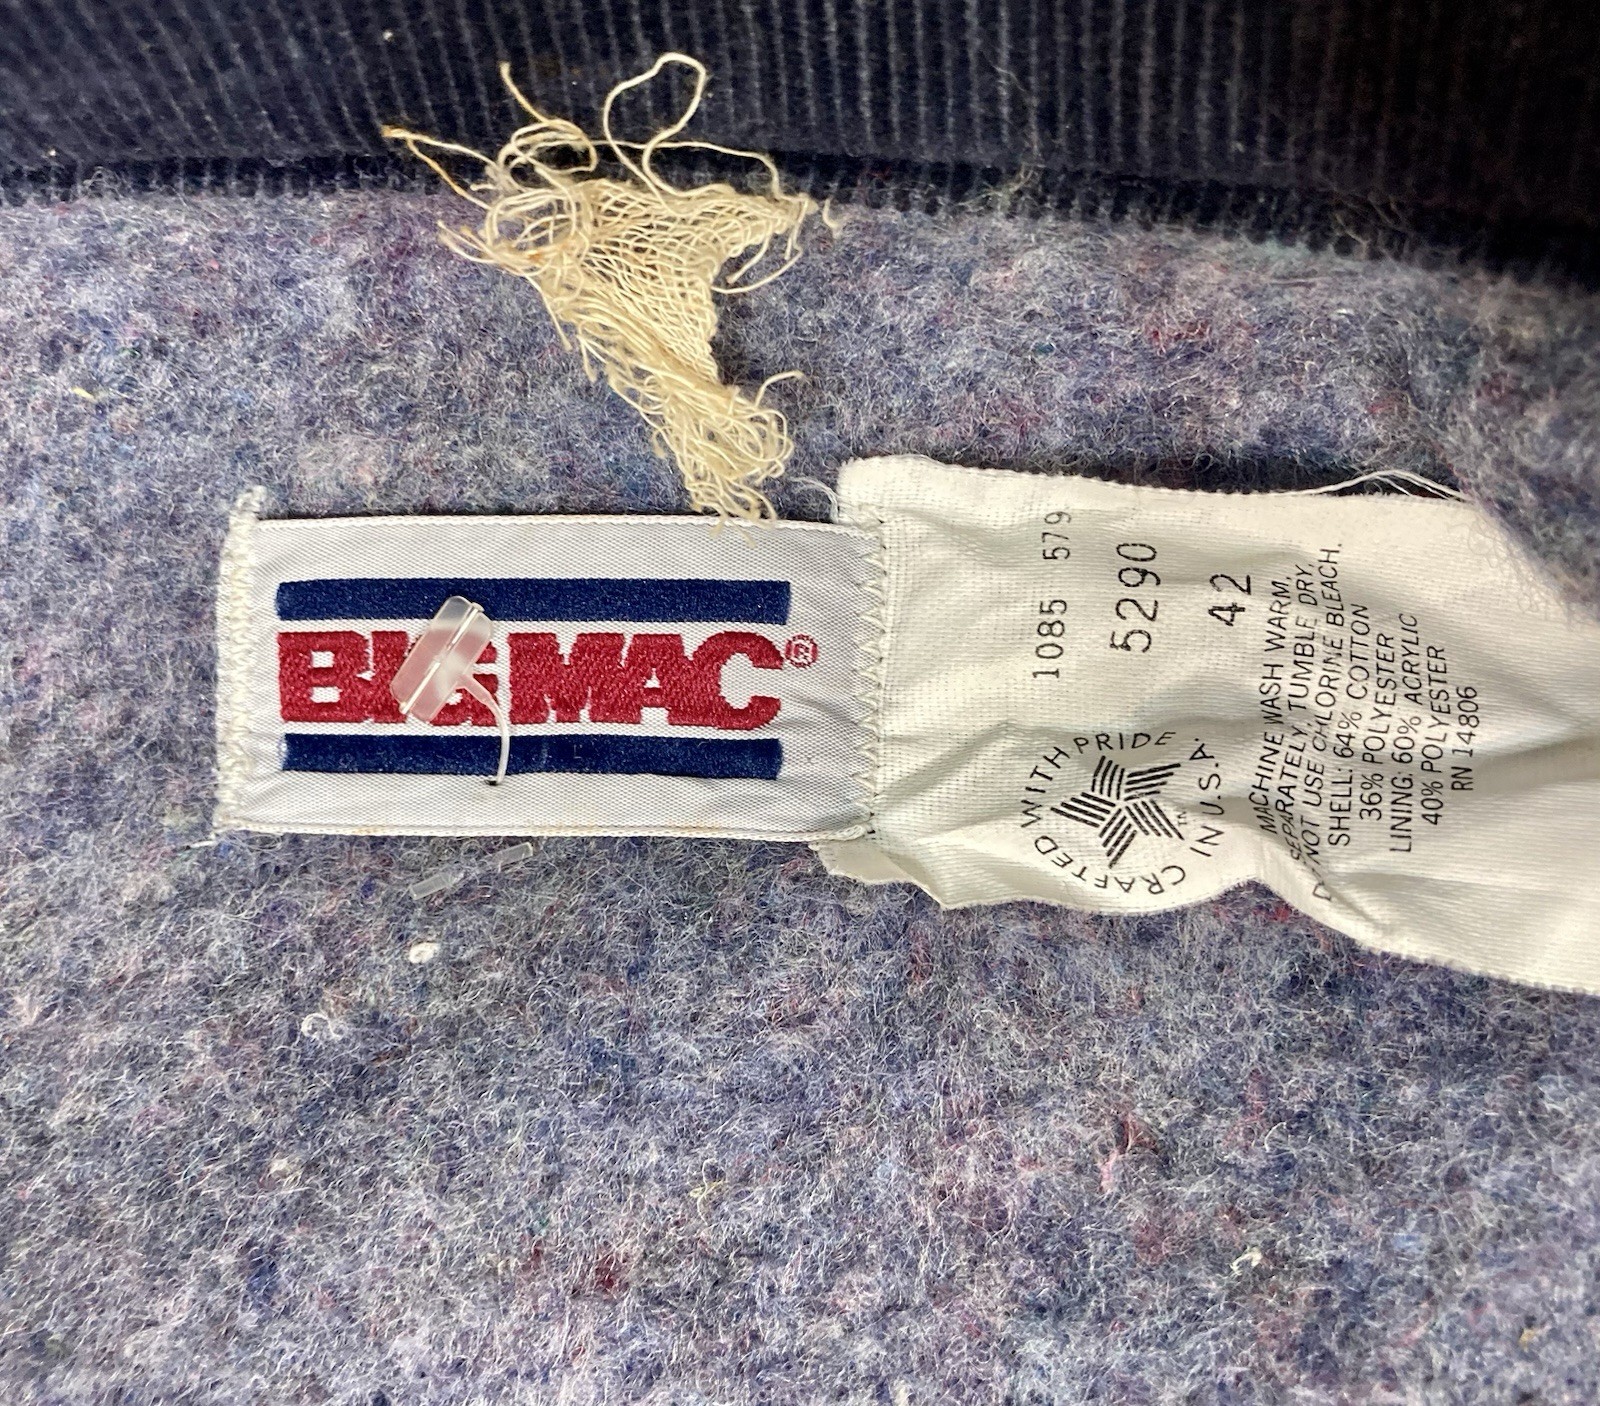 BIG MAC®
1085 579
5290
42
CRAFTED WITH PRIDE IN U.S.A.
TM
MACHINE WASH WARM,
SEPARATELY, TUMBLE DRY,
DO NOT USE CHLORINE BLEACH.
SHELL: 64% COTTON
36% POLYESTER
LINING: 60% ACRYLIC
40% POLYESTER
RN 14806